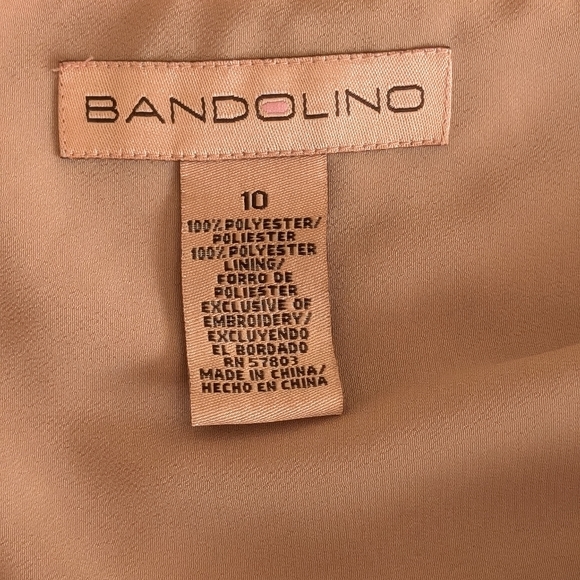 BANDOLINO
10
100% POLYESTER/
POLIESTER
100% POLYESTER
LINING/
FORRO DE
POLIESTER
EXCLUSIVE OF
EMBROIDERY/
EXCLUYENDO
EL BORDADO
RN 57803
MADE IN CHINA/
HECHO EN CHINA